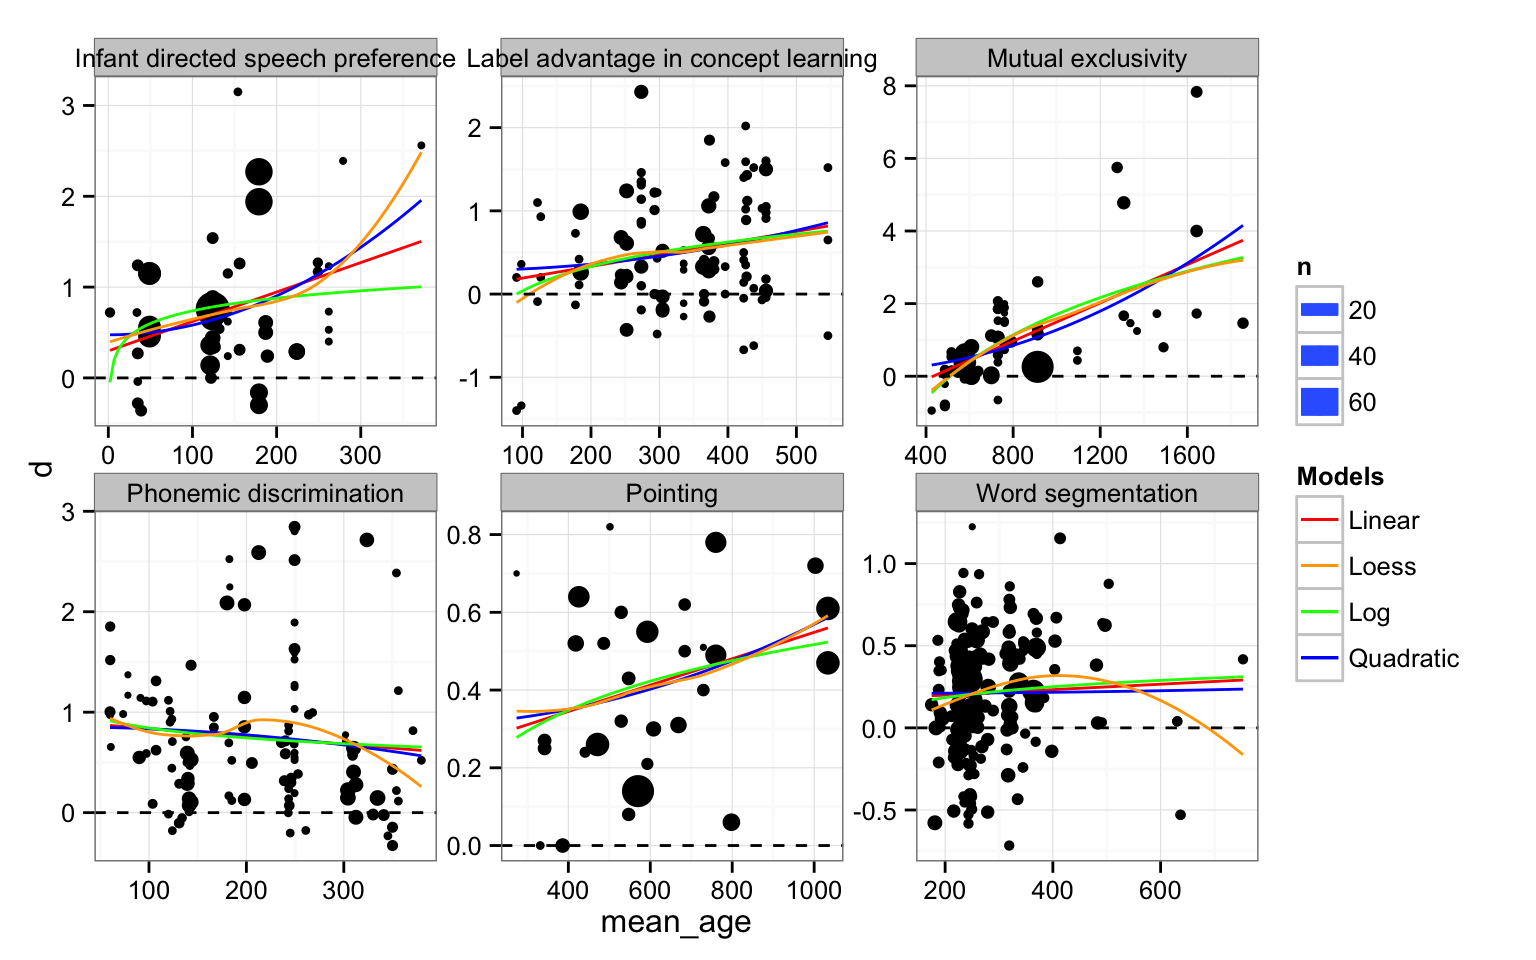 Infant directed speech preference
Label advantage in concept learning
Mutual exclusivity
3
2
1
0
0 100 200 300
2
1
0
-1
100 200 300 400 500
8
6
4
2
0
400 800 1200 1600
d
Phonemic discrimination
Pointing
Word segmentation
3
2
1
0
100 200 300
0.8
0.6
0.4
0.2
0.0
400 600 800 1000
1.0
0.5
0.0
-0.5
200 400 600
mean_age
n
20
40
60
Models
Linear
Loess
Log
Quadratic